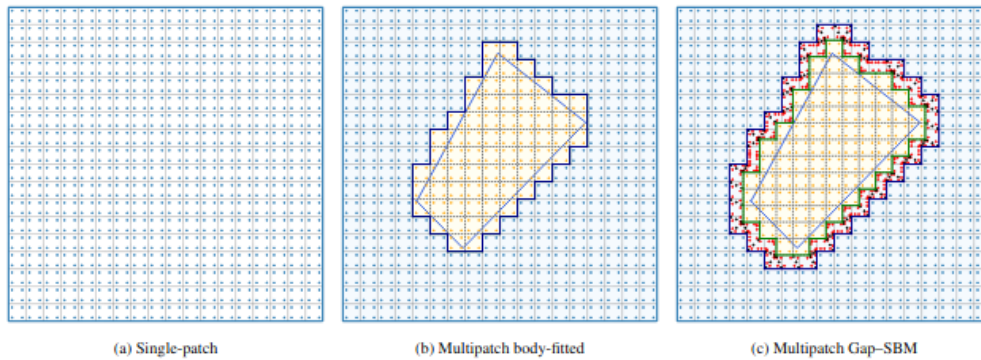 (a) Single-patch
(b) Multipatch body-fitted
(c) Multipatch Gap–SBM